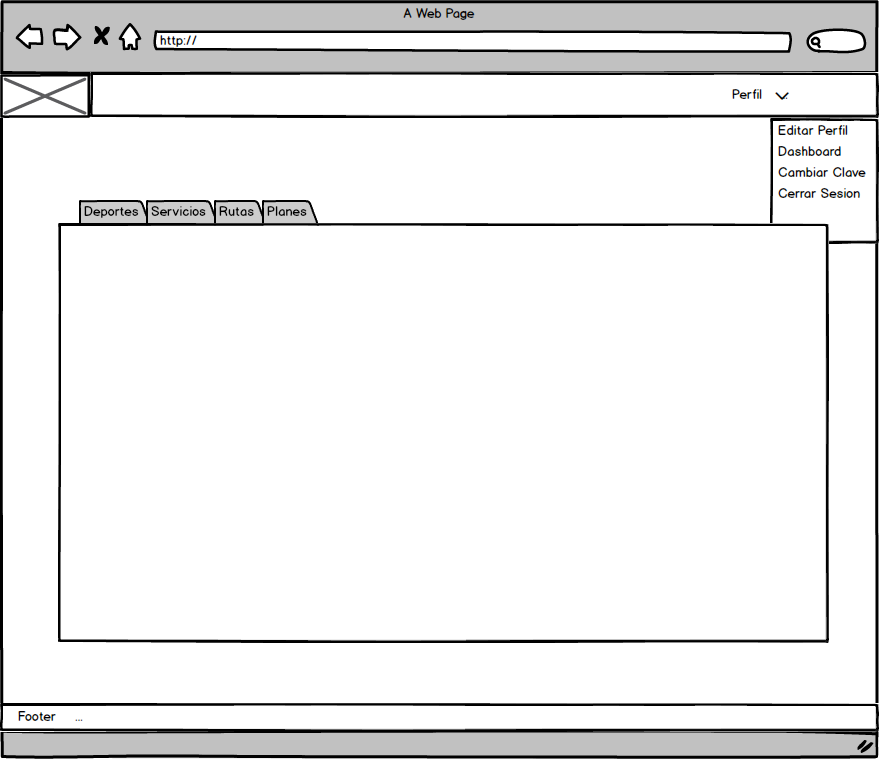 A Web Page
http://
Perfil
Editar Perfil
Dashboard
Cambiar Clave
Cerrar Sesion
Deportes Servicios Rutas Planes
Footer ...